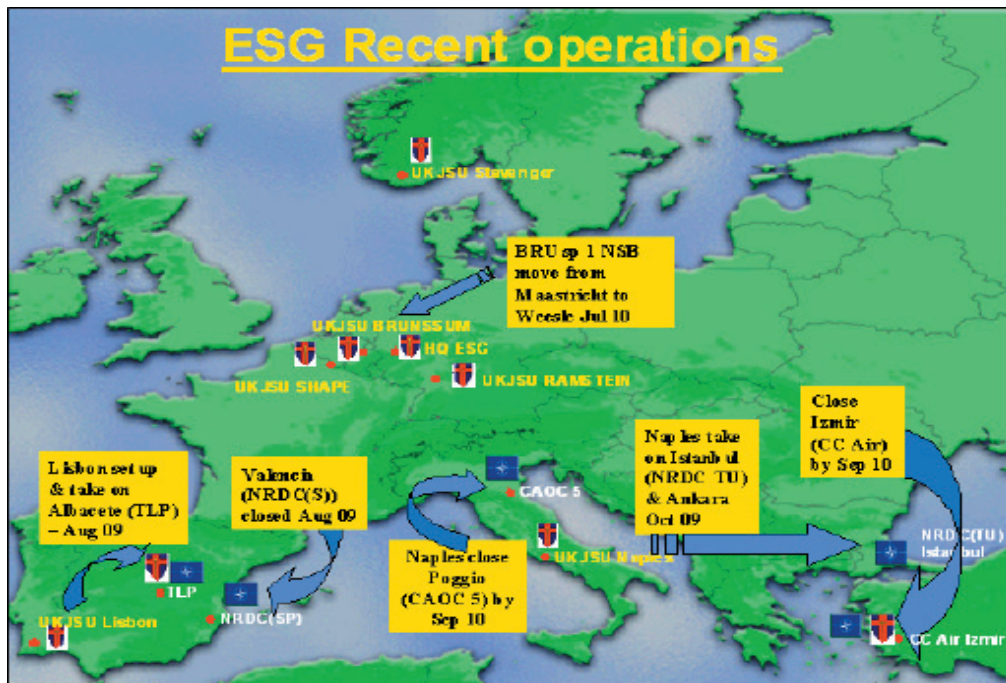 ESG Recent operations
UKJSU Stavanger
BRU sp 1 NSB
move from
Maastricht to
Weesle Jul 10
UKJSU BRUNSSUM
HQ ESG
UKJSU SHAPE
UKJSU RAMSTEIN
Close
Izmir
(CC Air)
by Sep 10
Naples take
on Istanbul
(NRDC TU)
& Ankara
Oct 09
Lisbon set up
& take on
Albacete (TLP)
– Aug 09
Valencia
(NRDC(S))
closed Aug 09
CAOC 5
NRDC(TU)
Istanbul
UKJSU Naples
Naples close
Poggio
(CAOC 5) by
Sep 10
TLP
NRDC(SP)
UKJSU Lisbon
CC Air Izmir